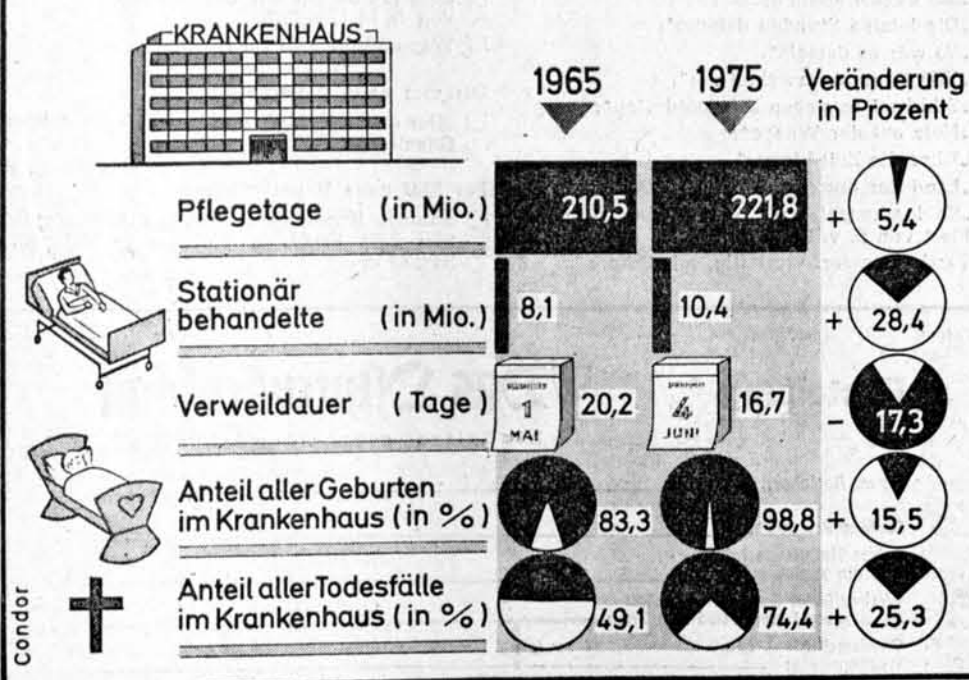 KRANKENHAUS
1965 1975 Veränderung
in Prozent
Pflegetage (in Mio.) 210,5 221,8 + 5,4
Stationär
behandelte (in Mio.) 8,1 10,4 + 28,4
Verweildauer (Tage) 20,2 16,7 - 17,3
1
MAI
4
JUNI
Anteil aller Geburten
im Krankenhaus (in %) 83,3 98,8 + 15,5
Anteil aller Todesfälle
im Krankenhaus (in %) 49,1 74,4 + 25,3
Condor